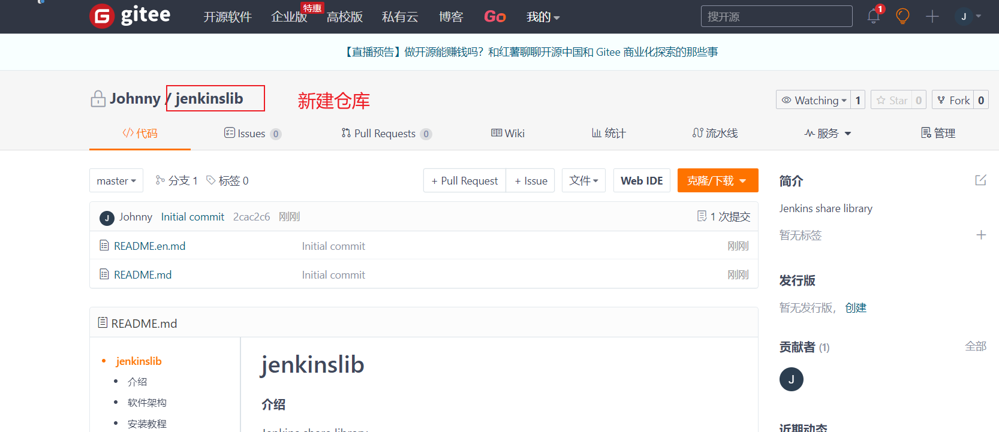 gitee 开源软件 企业版 特惠 高校版 私有云 博客 Go 我的 搜开源 1 J
【直播预告】做开源能赚钱吗？和红薯聊聊开源中国和 Gitee 商业化探索的那些事
Johnny / jenkinslib 新建仓库 Watching 1 Star 0 Fork 0
代码 Issues 0 Pull Requests 0 Wiki 统计 流水线 服务 管理
master 分支 1 标签 0 + Pull Request + Issue 文件 Web IDE 克隆/下载
J Johnny Initial commit 2cac2c6 刚刚 1 次提交
README.en.md Initial commit 刚刚
README.md Initial commit 刚刚
README.md
jenkinslib
介绍
软件架构
安装教程
jenkinslib
介绍
Jenkins share library
简介
Jenkins share library
暂无标签
发行版
暂无发行版， 创建
贡献者 (1) 全部
J
近期动态